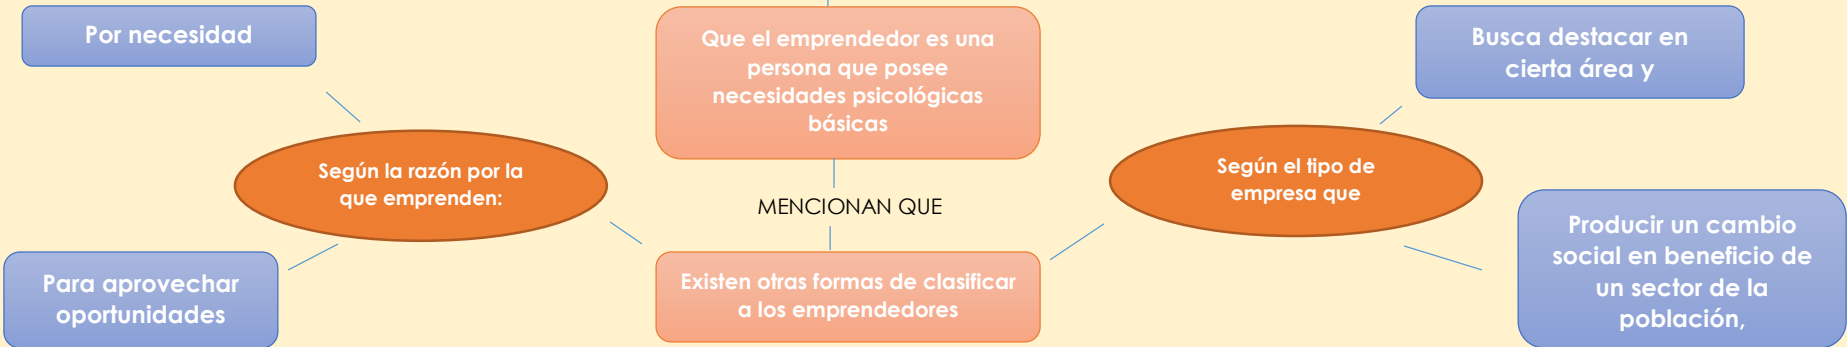 Por necesidad
Que el emprendedor es una
persona que posee
necesidades psicológicas
básicas
Busca destacar en
cierta área y
Según la razón por la
que emprenden:
Según el tipo de
empresa que
MENCIONAN QUE
Para aprovechar
oportunidades
Existen otras formas de clasificar
a los emprendedores
Producir un cambio
social en beneficio de
un sector de la
población,